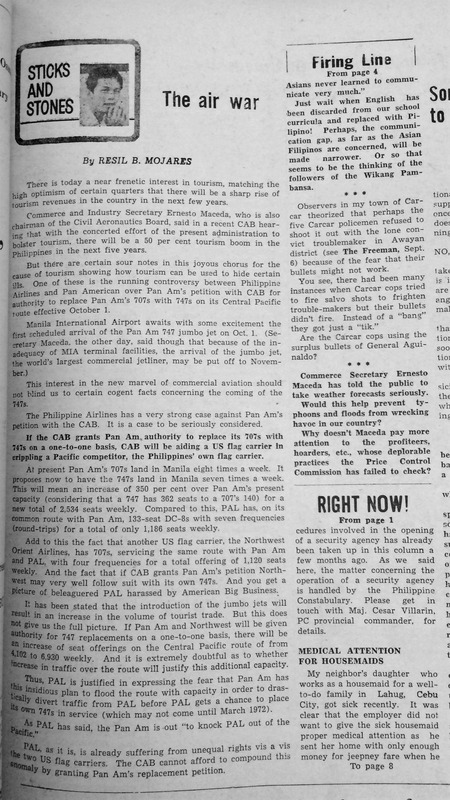 STICKS
AND
STONES
The air war
By RESIL B. MOJARES
There is today a near frenetic interest in tourism, matching the
high optimism of certain quarters that there will be a sharp rise of
tourism revenues in the country in the next few years.
Commerce and Industry Secretary Ernesto Maceda, who is also
chairman of the Civil Aeronautics Board, said in a recent CAB hear-
ing that with the concerted effort of the present administration to
bolster tourism, there will be a 50 per cent tourism boom in the
Philippines in the next five years.
But there are certain sour notes in this joyous chorus for the
cause of tourism showing how tourism can be used to hide certain
ills. One of these is the running controversy between Philippine
Airlines and Pan American over Pan Am's petition with CAB for
authority to replace Pan Am's 707s with 747s on its Central Pacific
route effective October 1.
Manila International Airport awaits with some excitement the
first scheduled arrival of the Pan Am 747 jumbo jet on Oct. 1. (Se-
cretary Maceda, the other day, said though that because of the in-
adequacy of MIA terminal facilities, the arrival of the jumbo jet,
the world's largest commercial jetliner, may be put off to Novem-
ber.)
This interest in the new marvel of commercial aviation should
not blind us to certain cogent facts concerning the coming of the
747s.
The Philippine Airlines has a very strong case against Pan Am's
petition with the CAB. It is a case to be seriously considered.
If the CAB grants Pan Am authority to replace its 707s with
747s on a one-to-one basis, CAB will be aiding a US flag carrier in
crippling a Pacific competitor, the Philippines' own flag carrier.
At present Pan Am's 707s land in Manila eight times a week. It
proposes now to have the 747s land in Manila seven times a week.
This will mean an increase of 350 per cent over Pan Am's present
capacity (considering that a 747 has 362 seats to a 707's 140) for a
new total of 2,534 seats weekly. Compared to this, PAL has, on its
common route with Pan Am, 133-seat DC-8s with seven frequencies
(round-trips) for a total of only 1,186 seats weekly.
Add to this the fact that another US flag carrier, the Northwest
Orient Airlines, has 707s, servicing the same route with Pan Am
and PAL, with four frequencies for a total offering of 1,120 seats
weekly. And the fact that if CAB grants Pan Am's petition North-
west may very well follow suit with its own 747s. And you get a
picture of beleaguered PAL harassed by American Big Business.
It has been stated that the introduction of the jumbo jets will
result in an increase in the volume of tourist trade. But this does
not give us the full picture. If Pan Am and Northwest will be given
authority for 747 replacements on a one-to-one basis, there will be
an increase of seat offerings on the Central Pacific route of from
4,102 to 6,930 weekly. And it is extremely doubtful as to whether
increase in traffic over the route will justify this additional capacity.
Thus, PAL is justified in expressing the fear that Pan Am has
this insidious plan to flood the route with capacity in order to dras-
tically divert traffic from PAL before PAL gets a chance to place
its own 747s in service (which may not come until March 1972).
As PAL has said, the Pan Am is out "to knock PAL out of the
Pacific."
PAL, as it is, is already suffering from unequal rights vis a vis
the two US flag carriers. The CAB cannot afford to compound this
anomaly by granting Pan Am's replacement petition.
Firing Line
From page 4
Asians never learned to commu-
nicate very much."
Just wait when English has
been discarded from our school
curricula and replaced with Pi-
lipino! Perhaps, the communi-
cation gap, as far as the Asian
Filipinos are concerned, will be
made narrower. Or so that
seems to be the thinking of the
followers of the Wikang Pam-
bansa.
* * *
Observers in my town of Car-
car theorized that perhaps the
five Carcar policemen refused to
shoot it out with the lone con-
vict troublemaker in Awayan
district (see The Freeman, Sept.
6) because of the fear that their
bullets might not work.
You see, there had been many
instances when Carcar cops tried
to fire salvo shots to frighten
trouble-makers but their bullets
didn't fire. Instead of a "bang"
they got just a "tik."
Are the Carcar cops using the
surplus bullets of General Agui-
naldo?
* * *
Commerce Secretary Ernesto
Maceda has told the public to
take weather forecasts seriously.
Would this help prevent ty-
phoons and floods from wrecking
havoc in our country?
Why doesn't Maceda pay more
attention to the profiteers,
hoarders, etc., whose deplorable
practices the Price Control
Commission has failed to check?
RIGHT NOW!
From page 1
cedures involved in the opening
of a security agency has already
been taken up in this column a
few months ago. As we said
here, the matter concerning the
operation of a security agency
is handled by the Philippine
Constabulary. Please get in
touch with Maj. Cesar Villarin,
PC provincial commander, for
details.
MEDICAL ATTENTION
FOR HOUSEMAIDS
My neighbor's daughter who
works as a housemaid for a well-
to-do family in Lahug, Cebu
City, got sick recently. It was
clear that the employer did not
want to give the sick housemaid
proper medical attention as he
sent her home with only enough
money for jeepney fare when he
To page 8